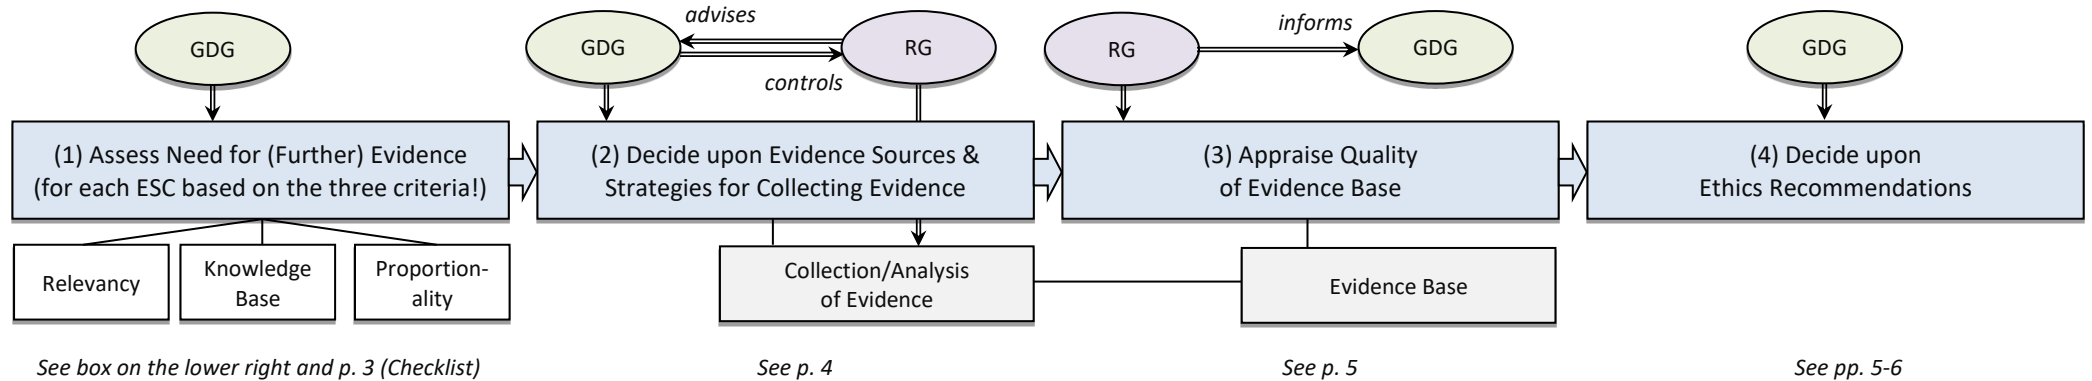 GDG
advises
GDG
RG
controls
RG
informs
GDG
GDG
(1) Assess Need for (Further) Evidence
(for each ESC based on the three criteria!)
(2) Decide upon Evidence Sources &
Strategies for Collecting Evidence
(3) Appraise Quality
of Evidence Base
(4) Decide upon
Ethics Recommendations
Relevancy
Knowledge
Base
Proportion-
ality
Collection/Analysis
of Evidence
Evidence Base
See box on the lower right and p. 3 (Checklist)
See p. 4
See p. 5
See pp. 5-6